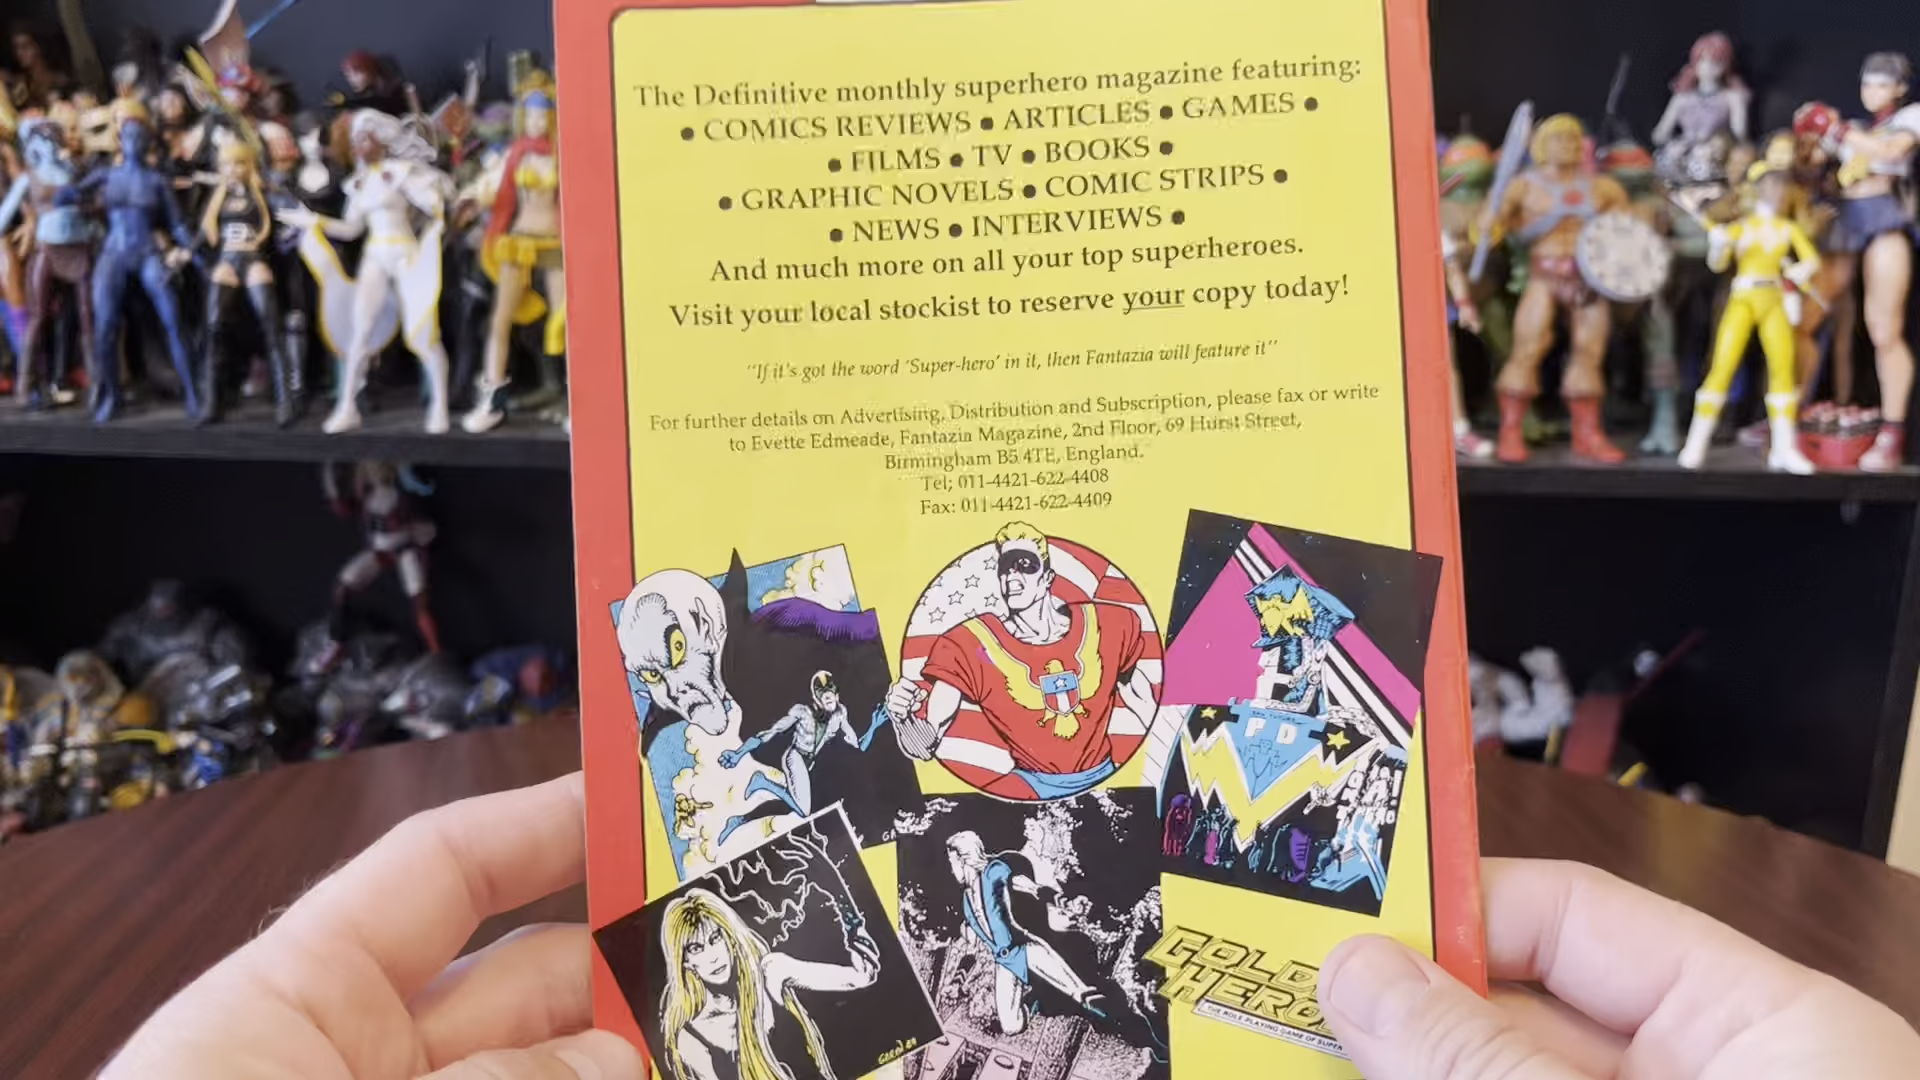 The Definitive monthly superhero magazine featuring:
● COMICS REVIEWS ● ARTICLES ● GAMES ●
● FILMS ● TV ● BOOKS ●
● GRAPHIC NOVELS ● COMIC STRIPS ●
● NEWS ● INTERVIEWS ●
And much more on all your top superheroes.
Visit your local stockist to reserve your copy today!
"If it's got the word 'Super-hero' in it, then Fantazia will feature it"
For further details on Advertising, Distribution and Subscription, please fax or write
to Evette Edmeade, Fantazia Magazine, 2nd Floor, 69 Hurst Street,
Birmingham B5 4TE, England.
Tel; 011-4421-622-4408
Fax: 011-4421-622-4409
PD
GOLD
HERO
THE ROLE PLAYING GAME OF SUPER